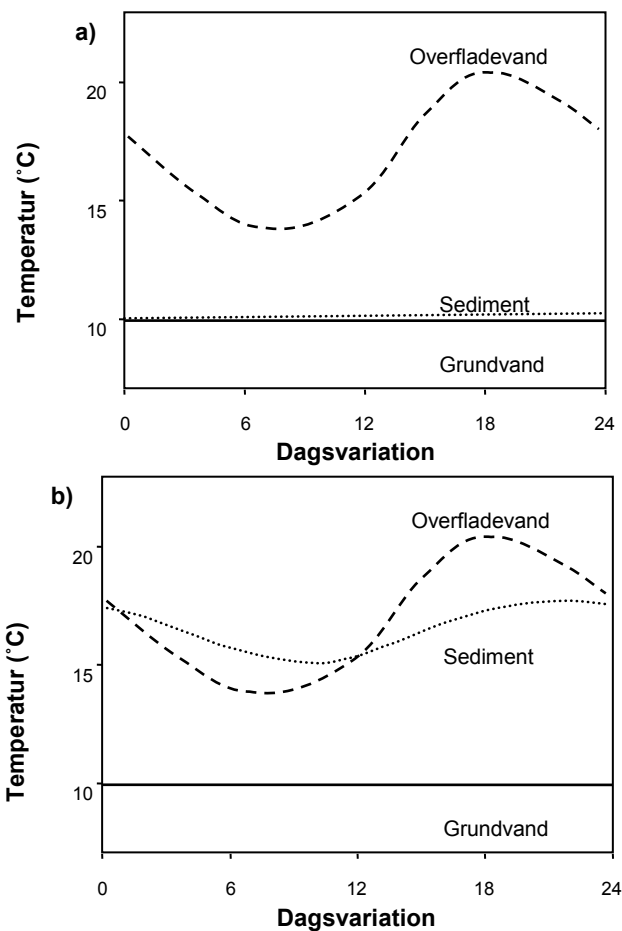 a)
Overfladevand
20
15
Sediment
10
Grundvand
Temperatur (˚C)
0 6 12 18 24
Dagsvariation
b)
Overfladevand
20
Sediment
15
10
Grundvand
Temperatur (˚C)
0 6 12 18 24
Dagsvariation